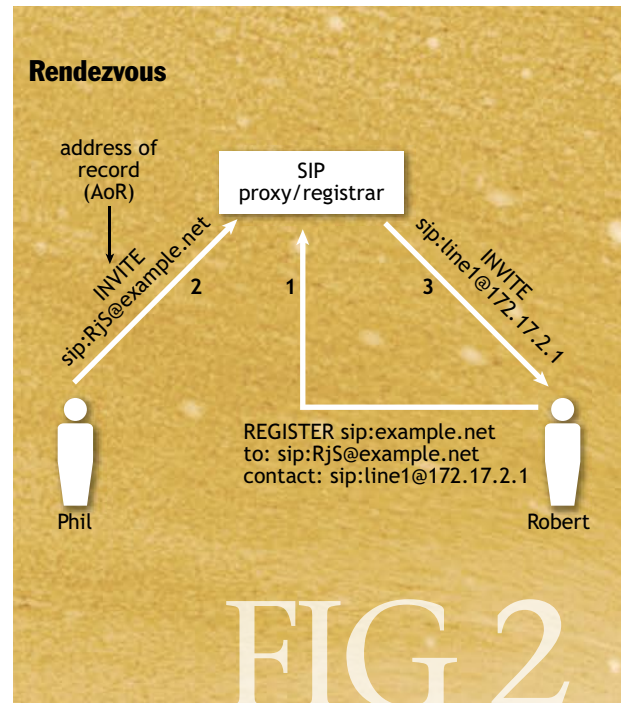 Rendezvous
address of
record
(AoR)
SIP
proxy/registrar
INVITE
sip:RjS@example.net
2
1
3
INVITE
sip:line1@172.17.2.1
REGISTER sip:example.net
to: sip:RjS@example.net
contact: sip:line1@172.17.2.1
Phil
Robert
FIG 2